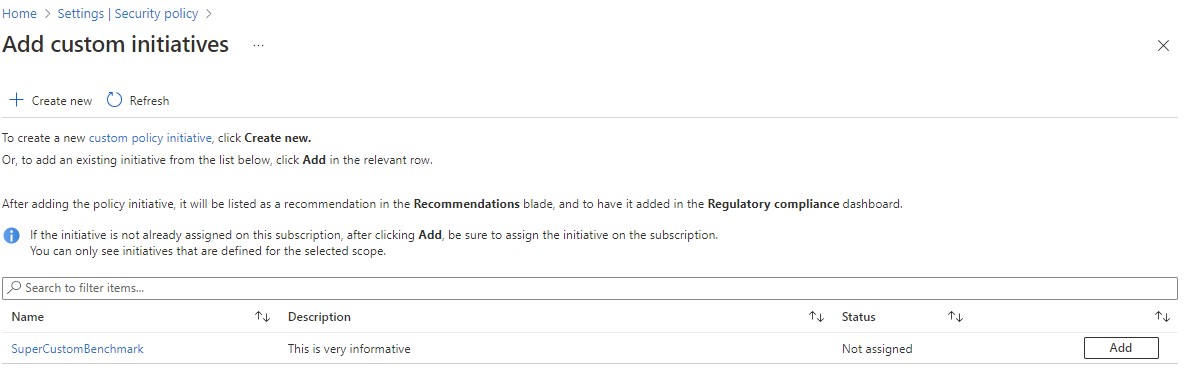 Home > Settings | Security policy >
Add custom initiatives ...
Create new Refresh
To create a new custom policy initiative, click Create new.
Or, to add an existing initiative from the list below, click Add in the relevant row.
After adding the policy initiative, it will be listed as a recommendation in the Recommendations blade, and to have it added in the Regulatory compliance dashboard.
If the initiative is not already assigned on this subscription, after clicking Add, be sure to assign the initiative on the subscription.
You can only see initiatives that are defined for the selected scope.
Search to filter items...
Name Description Status
SuperCustomBenchmark This is very informative Not assigned Add